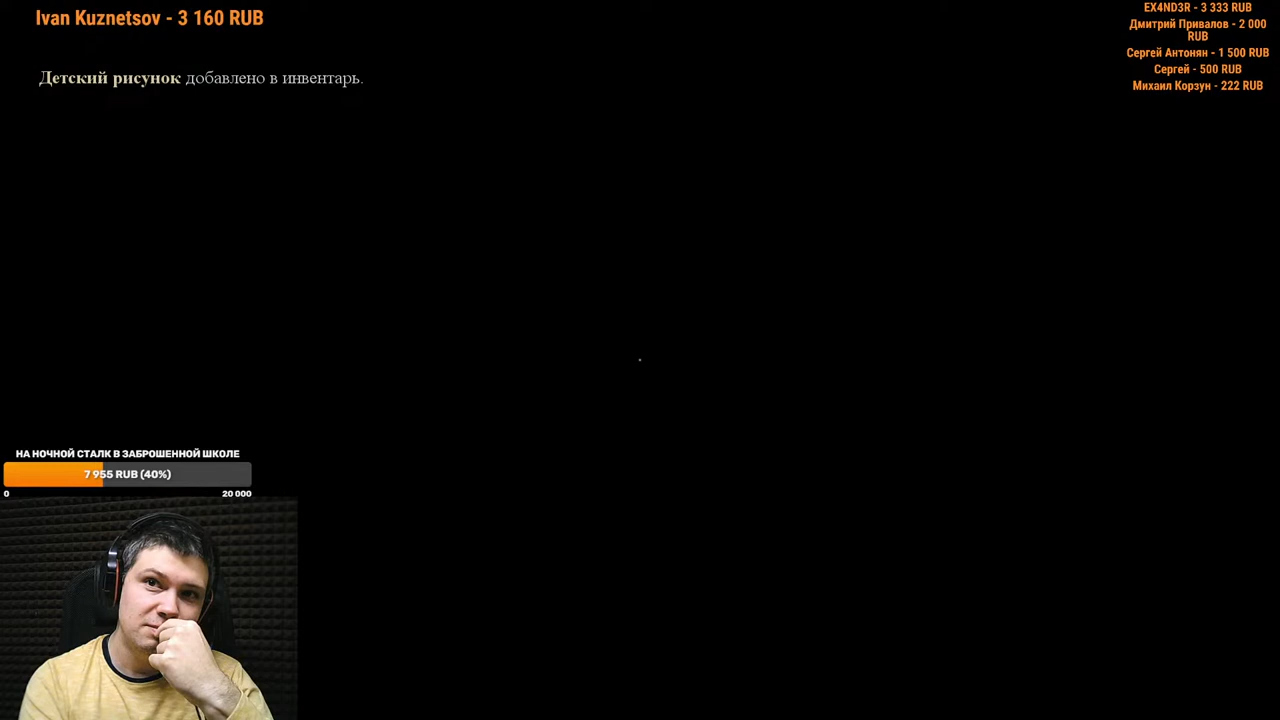 Ivan Kuznetsov - 3 160 RUB
EX4ND3R - 3 333 RUB
Дмитрий Привалов - 2 000
RUB
Сергей Антонян - 1 500 RUB
Сергей - 500 RUB
Михаил Корзун - 222 RUB
Детский рисунок добавлено в инвентарь.
НА НОЧНОЙ СТАЛК В ЗАБРОШЕННОЙ ШКОЛЕ
7 955 RUB (40%)
0 20 000